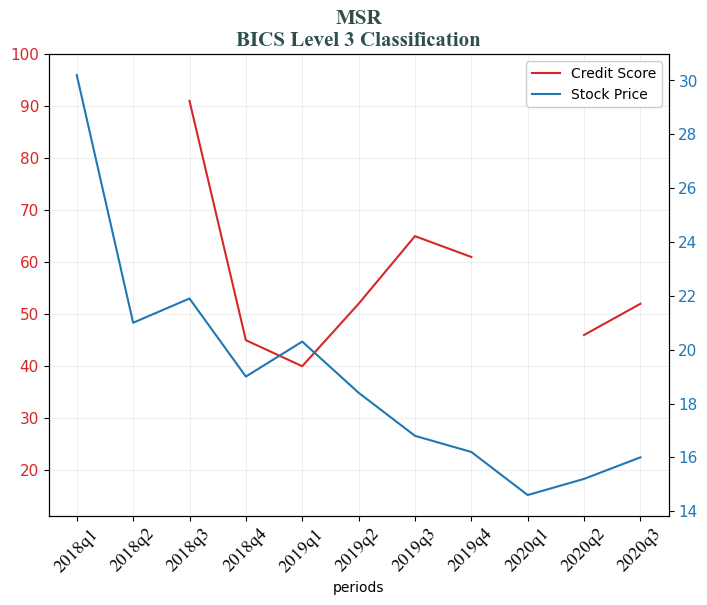 MSR
BICS Level 3 Classification
Credit Score
Stock Price
100
90
80
70
60
50
40
30
20
30
28
26
24
22
20
18
16
14
2018q1
2018q2
2018q3
2018q4
2019q1
2019q2
2019q3
2019q4
2020q1
2020q2
2020q3
periods